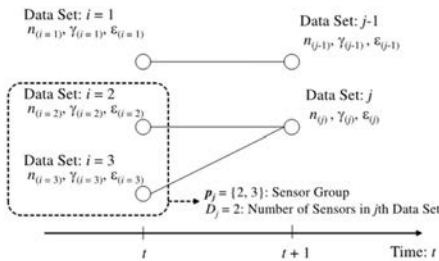 Data Set: i = 1
n(i = 1), γ(i = 1), ε(i = 1)
Data Set: j-1
n(j-1), γ(j-1), ε(j-1)
Data Set: i = 2
n(i = 2), γ(i = 2), ε(i = 2)
Data Set: j
n(j), γ(j), ε(j)
Data Set: i = 3
n(i = 3), γ(i = 3), ε(i = 3)
pj = {2, 3}: Sensor Group
Dj = 2: Number of Sensors in jth Data Set
t
t + 1
Time: t